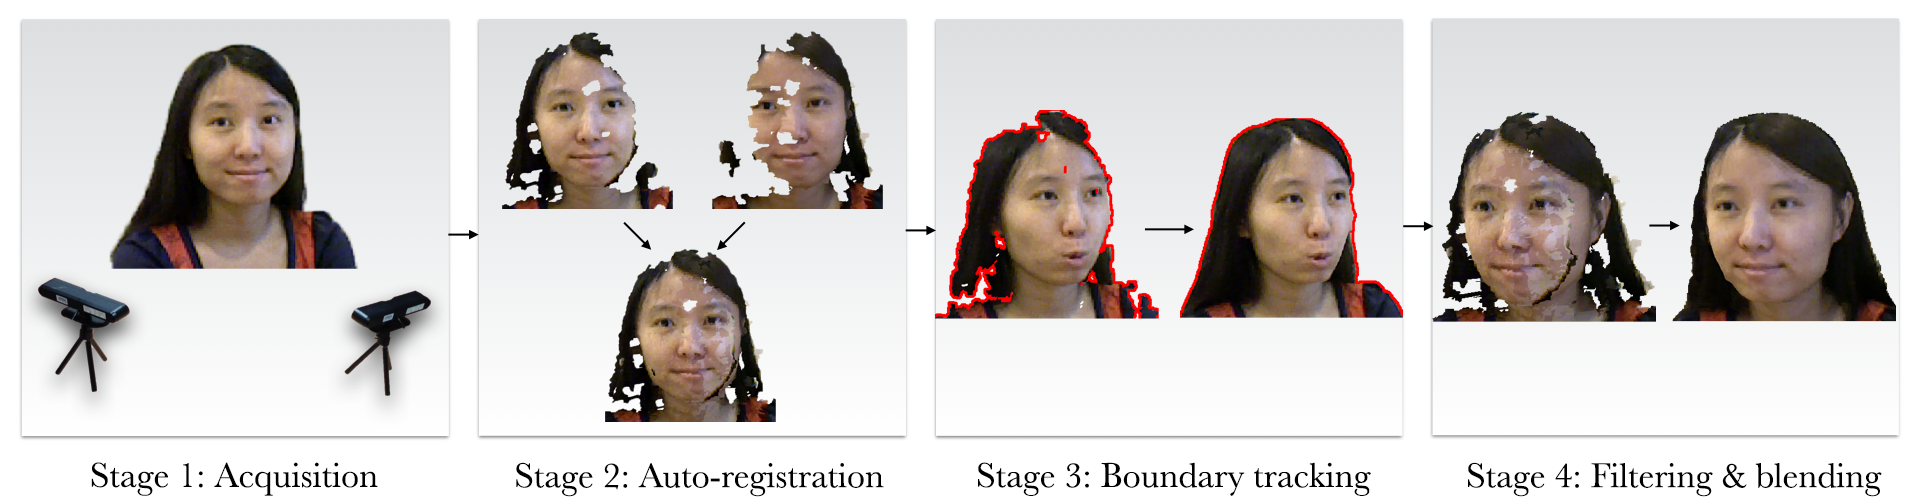 Stage 1: Acquisition
Stage 2: Auto-registration
Stage 3: Boundary tracking
Stage 4: Filtering & blending